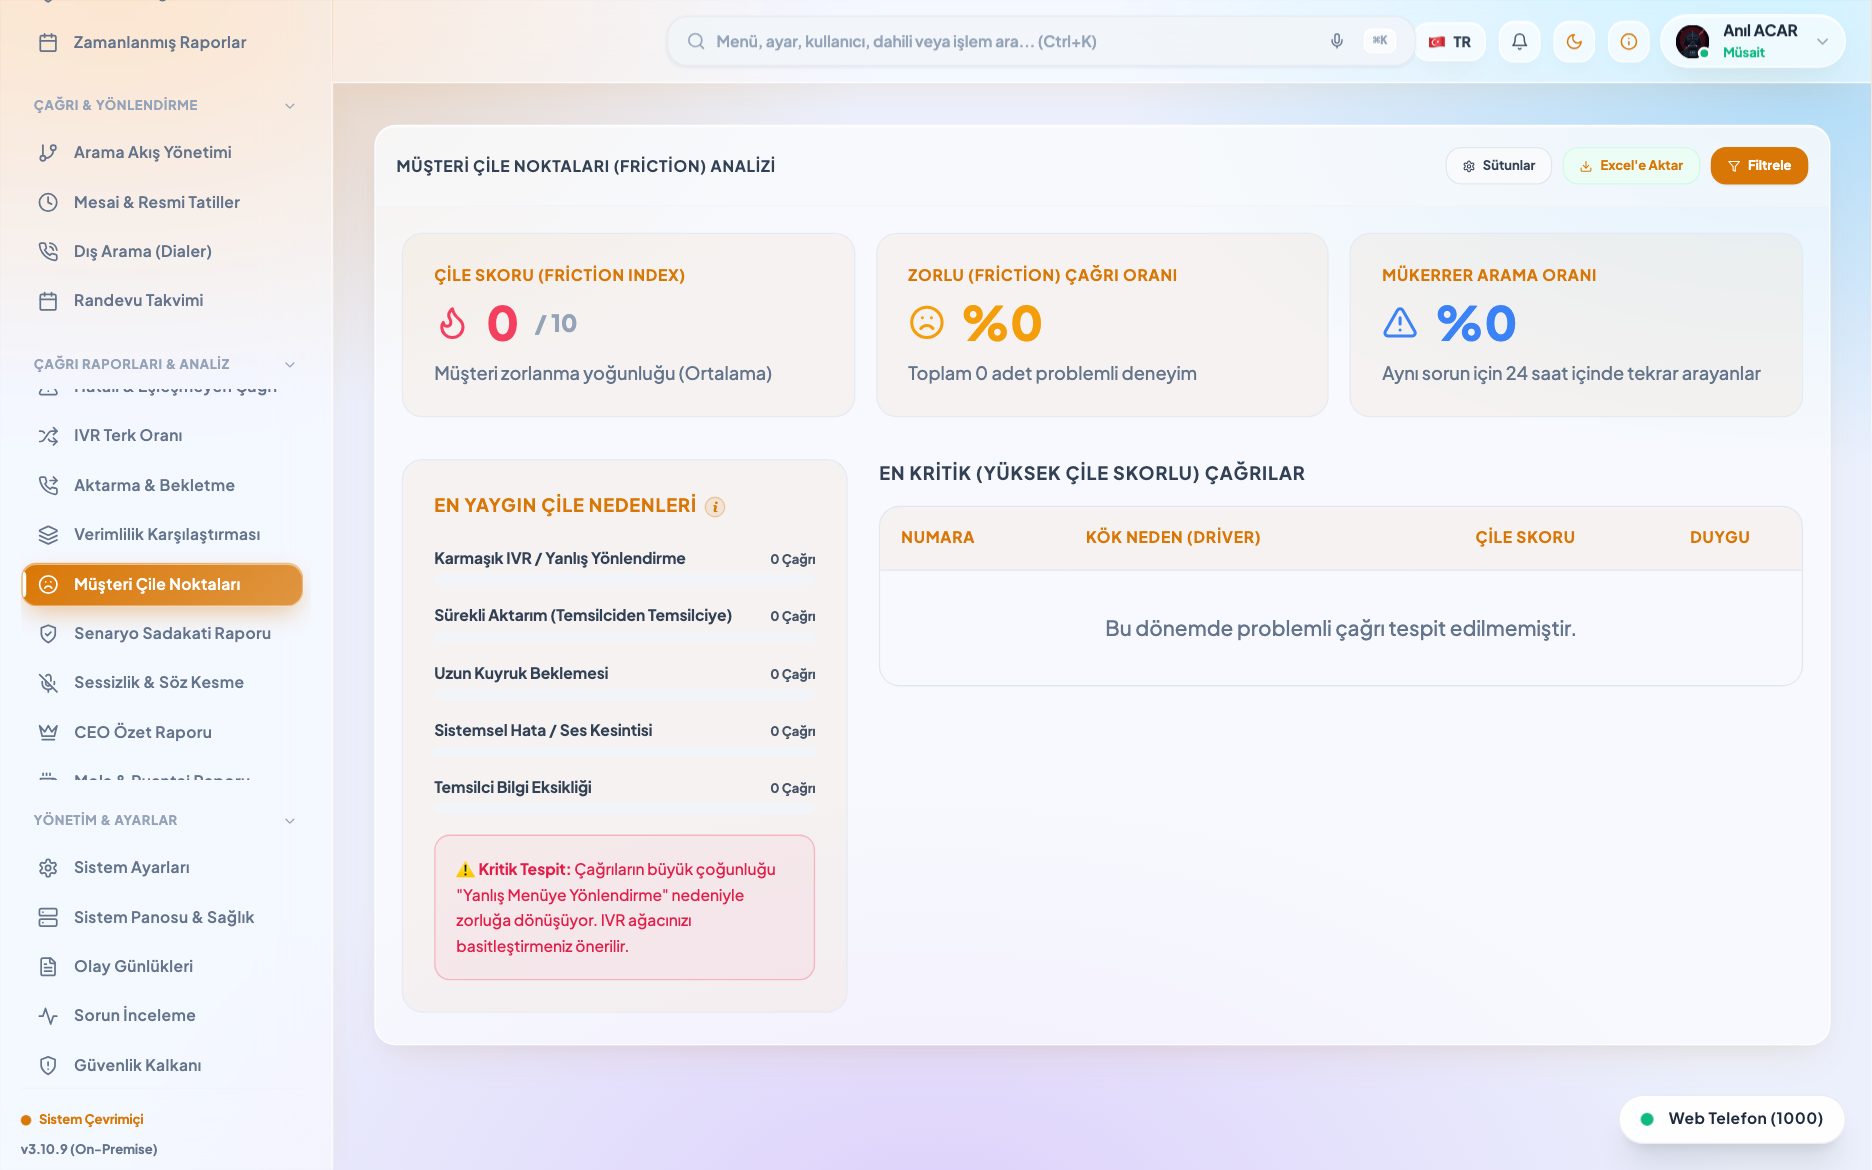 Zamanlanmış Raporlar
ÇAĞRI & YÖNLENDİRME
Arama Akış Yönetimi
Mesai & Resmi Tatiller
Dış Arama (Dialer)
Randevu Takvimi
ÇAĞRI RAPORLARI & ANALİZ
IVR Terk Oranı
Aktarma & Bekletme
Verimlilik Karşılaştırması
Müşteri Çile Noktaları
Senaryo Sadakati Raporu
Sessizlik & Söz Kesme
CEO Özet Raporu
YÖNETİM & AYARLAR
Sistem Ayarları
Sistem Panosu & Sağlık
Olay Günlükleri
Sorun İnceleme
Güvenlik Kalkanı
Sistem Çevrimiçi
v3.10.9 (On-Premise)
Menü, ayar, kullanıcı, dahili veya işlem ara... (Ctrl+K)
⌘K
TR
Anıl ACAR
Müsait
MÜŞTERİ ÇİLE NOKTALARI (FRİCTİON) ANALİZİ
Sütunlar
Excel'e Aktar
Filtrele
ÇİLE SKORU (FRİCTİON INDEX)
0 / 10
Müşteri zorlanma yoğunluğu (Ortalama)
ZORLU (FRİCTİON) ÇAĞRI ORANI
%0
Toplam 0 adet problemli deneyim
MÜKERRER ARAMA ORANI
%0
Aynı sorun için 24 saat içinde tekrar arayanlar
EN YAYGIN ÇİLE NEDENLERİ i
Karmaşık IVR / Yanlış Yönlendirme 0 Çağrı
Sürekli Aktarım (Temsilciden Temsilciye) 0 Çağrı
Uzun Kuyruk Beklemesi 0 Çağrı
Sistemsel Hata / Ses Kesintisi 0 Çağrı
Temsilci Bilgi Eksikliği 0 Çağrı
⚠️ Kritik Tespit: Çağrıların büyük çoğunluğu
"Yanlış Menüye Yönlendirme" nedeniyle
zorluğa dönüşüyor. IVR ağacınızı
basitleştirmeniz önerilir.
EN KRİTİK (YÜKSEK ÇİLE SKORLU) ÇAĞRILAR
NUMARA KÖK NEDEN (DRİVER) ÇİLE SKORU DUYGU
Bu dönemde problemli çağrı tespit edilmemiştir.
Web Telefon (1000)